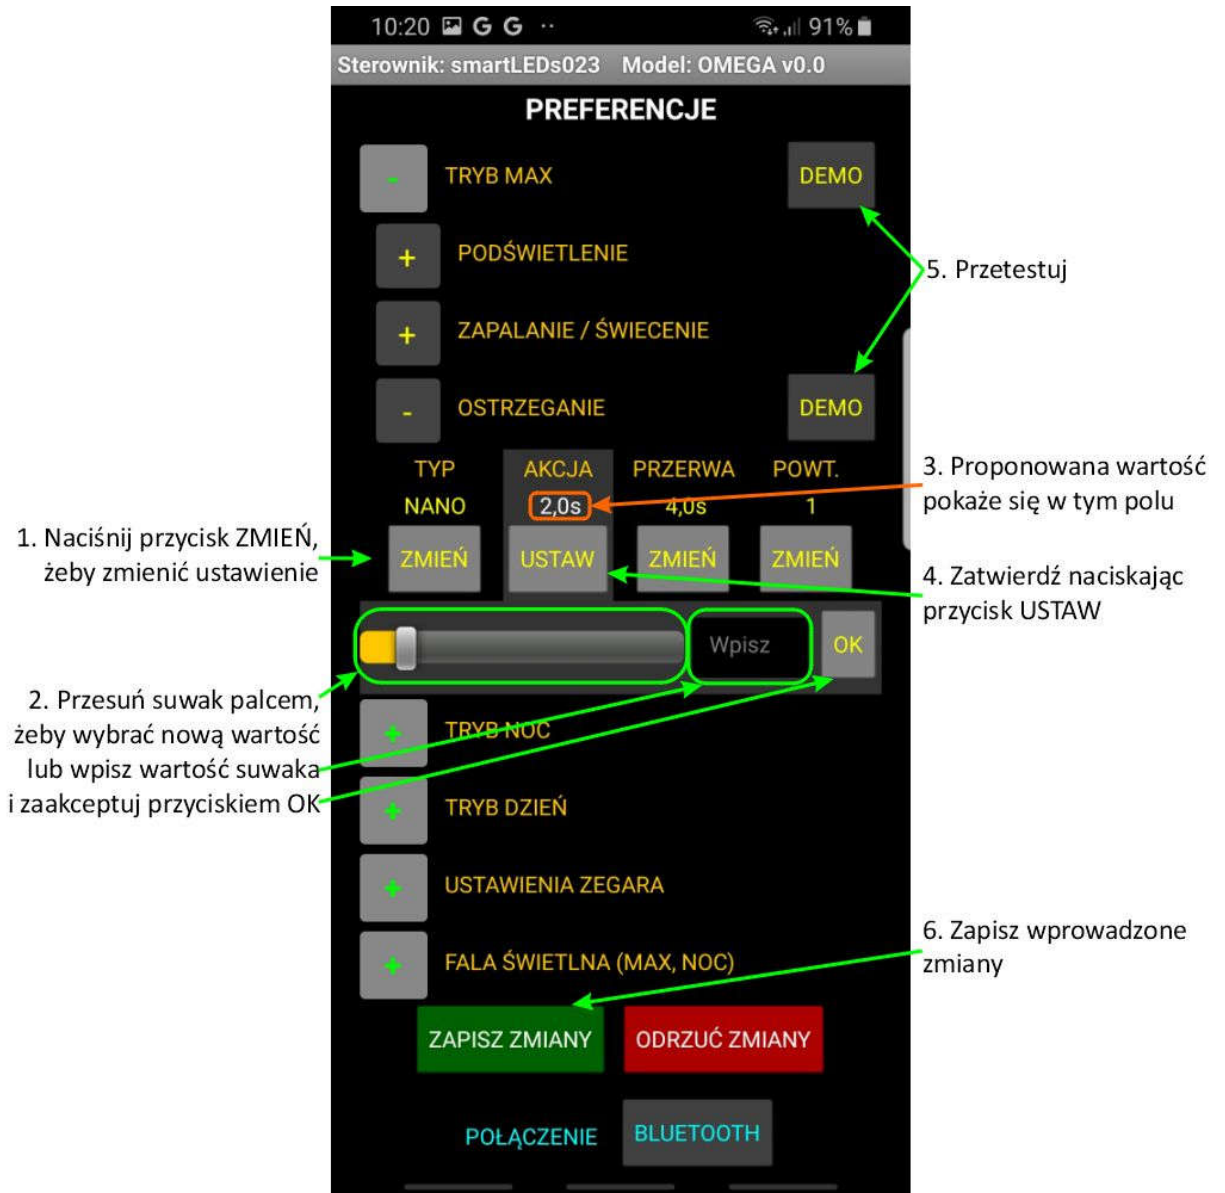 10:20 G G ·· 91%
Sterownik: smartLEDs023 Model: OMEGA v0.0
PREFERENCJE
- TRYB MAX DEMO
+ PODŚWIETLENIE
5. Przetestuj
+ ZAPALANIE / ŚWIECENIE
- OSTRZEGANIE DEMO
TYP AKCJA PRZERWA POWT.
NANO 2,0s 4,0s 1
3. Proponowana wartość
pokaże się w tym polu
1. Naciśnij przycisk ZMIEŃ,
żeby zmienić ustawienie
ZMIEŃ USTAW ZMIEŃ ZMIEŃ
4. Zatwierdź naciskając
przycisk USTAW
Wpisz OK
2. Przesuń suwak palcem,
żeby wybrać nową wartość
lub wpisz wartość suwaka
i zaakceptuj przyciskiem OK
+ TRYB NOC
+ TRYB DZIEŃ
+ USTAWIENIA ZEGARA
+ FALA ŚWIETLNA (MAX, NOC)
6. Zapisz wprowadzone
zmiany
ZAPISZ ZMIANY ODRZUĆ ZMIANY
POŁĄCZENIE BLUETOOTH